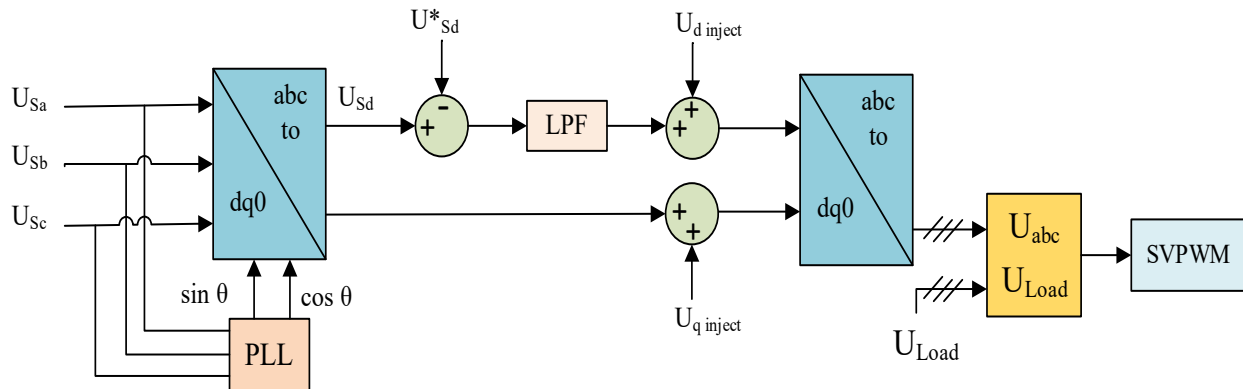 U*Sd
Ud inject
USa
USb
USc
abc
to
dq0
USd
-
+
LPF
+
+
+
+
Uq inject
abc
to
dq0
Uabc
ULoad
SVPWM
ULoad
sin θ
cos θ
PLL